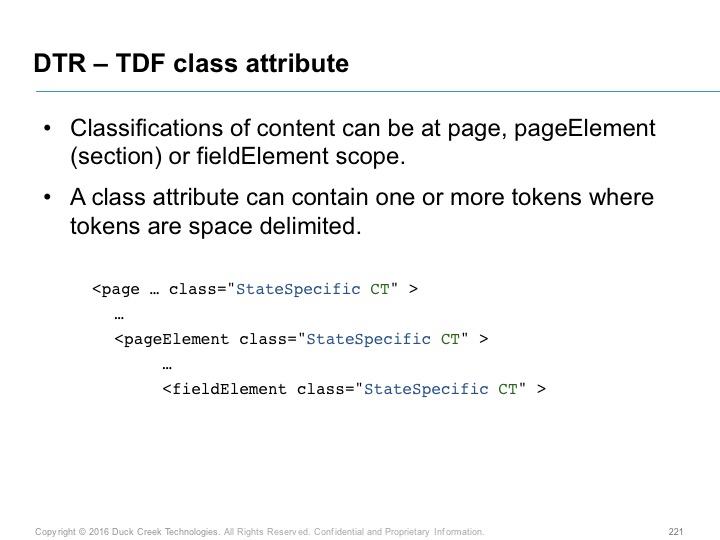 DTR – TDF class attribute
• Classifications of content can be at page, pageElement
(section) or fieldElement scope.
• A class attribute can contain one or more tokens where
tokens are space delimited.
<page … class="StateSpecific CT" >
…
<pageElement class="StateSpecific CT" >
…
<fieldElement class="StateSpecific CT" >
Copyright © 2016 Duck Creek Technologies. All Rights Reserved. Confidential and Proprietary Information.
221